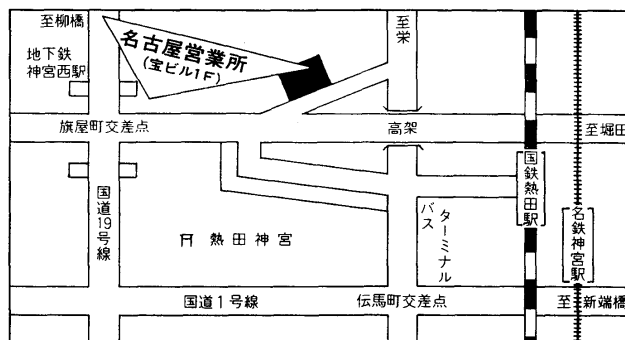 至柳橋
地下鉄
神宮西駅
名古屋営業所
(宝ビル1F)
至栄
旗屋町交差点
高架
至堀田
国道19号線
熱田神宮
バスターミナル
国鉄熱田駅
名鉄神宮駅
国道1号線
伝馬町交差点
至新端橋